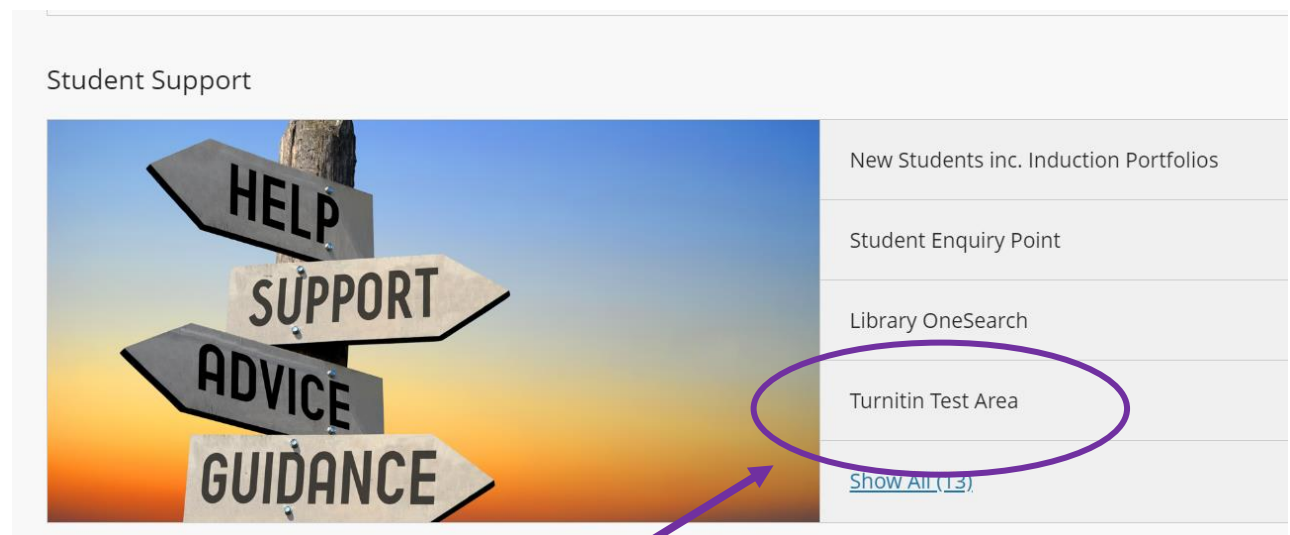 Student Support
HELP
SUPPORT
ADVICE
GUIDANCE
New Students inc. Induction Portfolios
Student Enquiry Point
Library OneSearch
Turnitin Test Area
Show All (13)